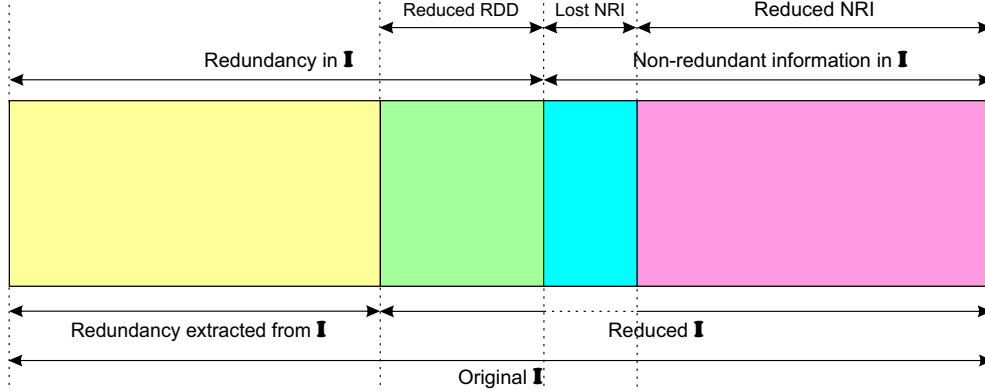 Reduced RDD Lost NRI Reduced NRI
Redundancy in I Non-redundant information in I
Redundancy extracted from I Reduced I
Original I